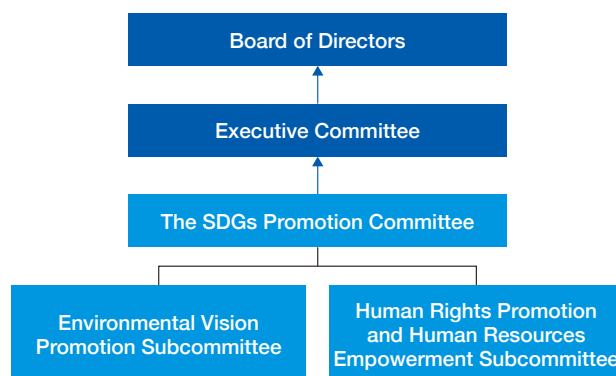 Board of Directors
Executive Committee
The SDGs Promotion Committee
Environmental Vision
Promotion Subcommittee
Human Rights Promotion
and Human Resources
Empowerment Subcommittee